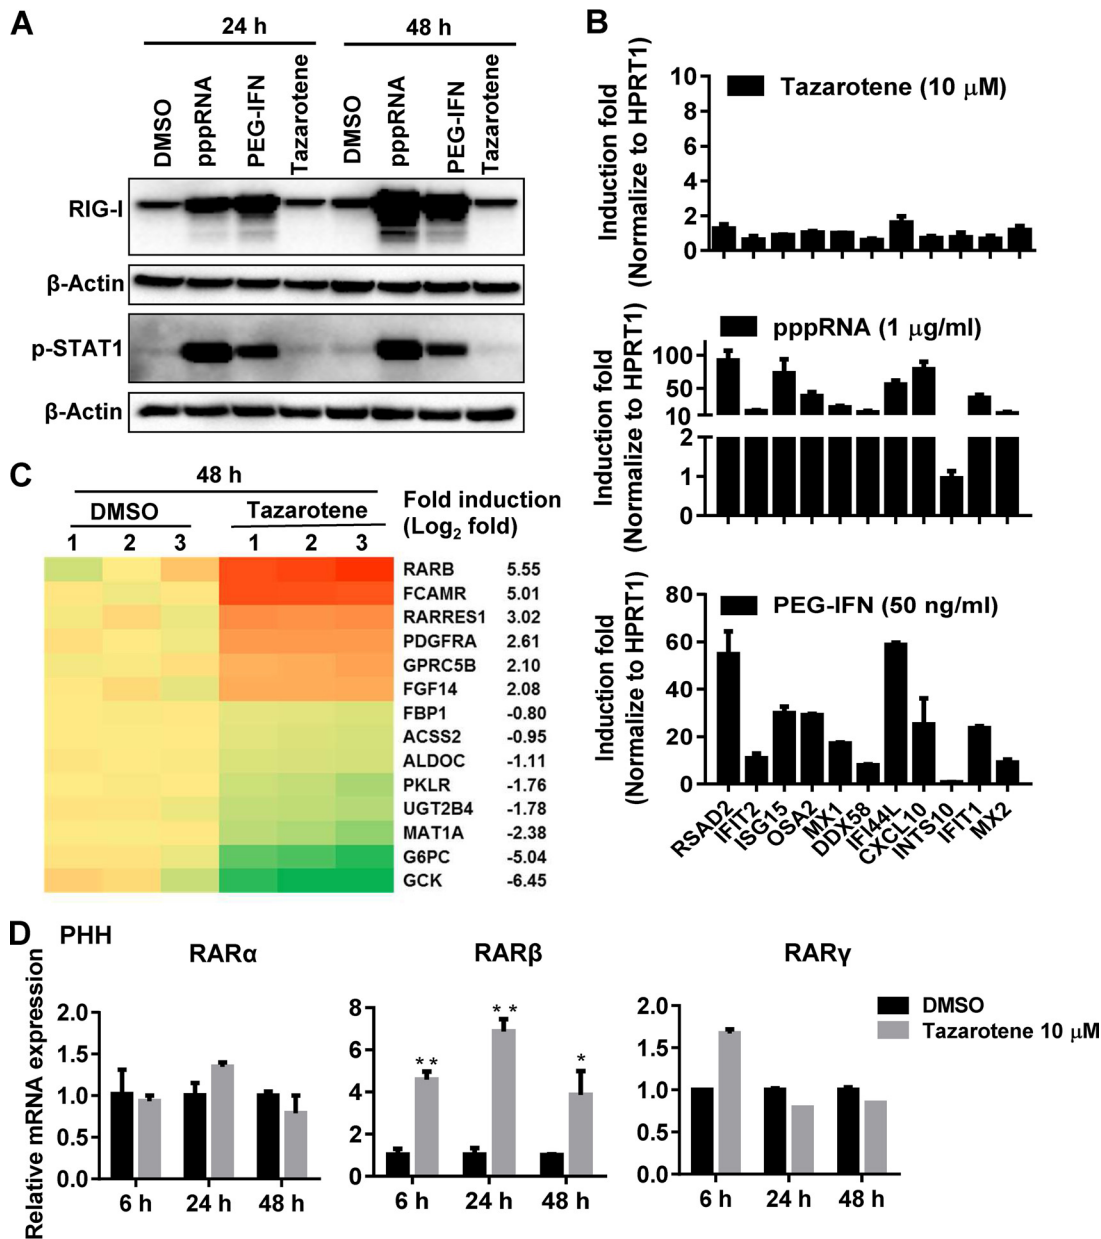 A
24 h
48 h
DMSO
pppRNA
PEG-IFN
Tazarotene
DMSO
pppRNA
PEG-IFN
Tazarotene
RIG-I
β-Actin
p-STAT1
β-Actin
B
Induction fold
(Normalize to HPRT1)
10
8
6
4
2
0
Tazarotene (10 μM)
Induction fold
(Normalize to HPRT1)
100
50
10
2
1
0
pppRNA (1 μg/ml)
Induction fold
(Normalize to HPRT1)
80
60
40
20
0
PEG-IFN (50 ng/ml)
RSAD2
IFIT2
ISG15
OSA2
MX1
DDX58
IFI44L
CXCL10
INTS10
IFIT1
MX2
C
48 h
DMSO
Tazarotene
Fold induction
(Log2 fold)
1 2 3 1 2 3
RARB 5.55
FCAMR 5.01
RARRES1 3.02
PDGFRA 2.61
GPRC5B 2.10
FGF14 2.08
FBP1 -0.80
ACSS2 -0.95
ALDOC -1.11
PKLR -1.76
UGT2B4 -1.78
MAT1A -2.38
G6PC -5.04
GCK -6.45
D
PHH
Relative mRNA expression
RARα
2.0
1.5
1.0
0.5
0.0
6 h 24 h 48 h
RARβ
8
6
4
2
0
**
**
*
6 h 24 h 48 h
RARγ
2.0
1.5
1.0
0.5
0.0
6 h 24 h 48 h
DMSO
Tazarotene 10 μM